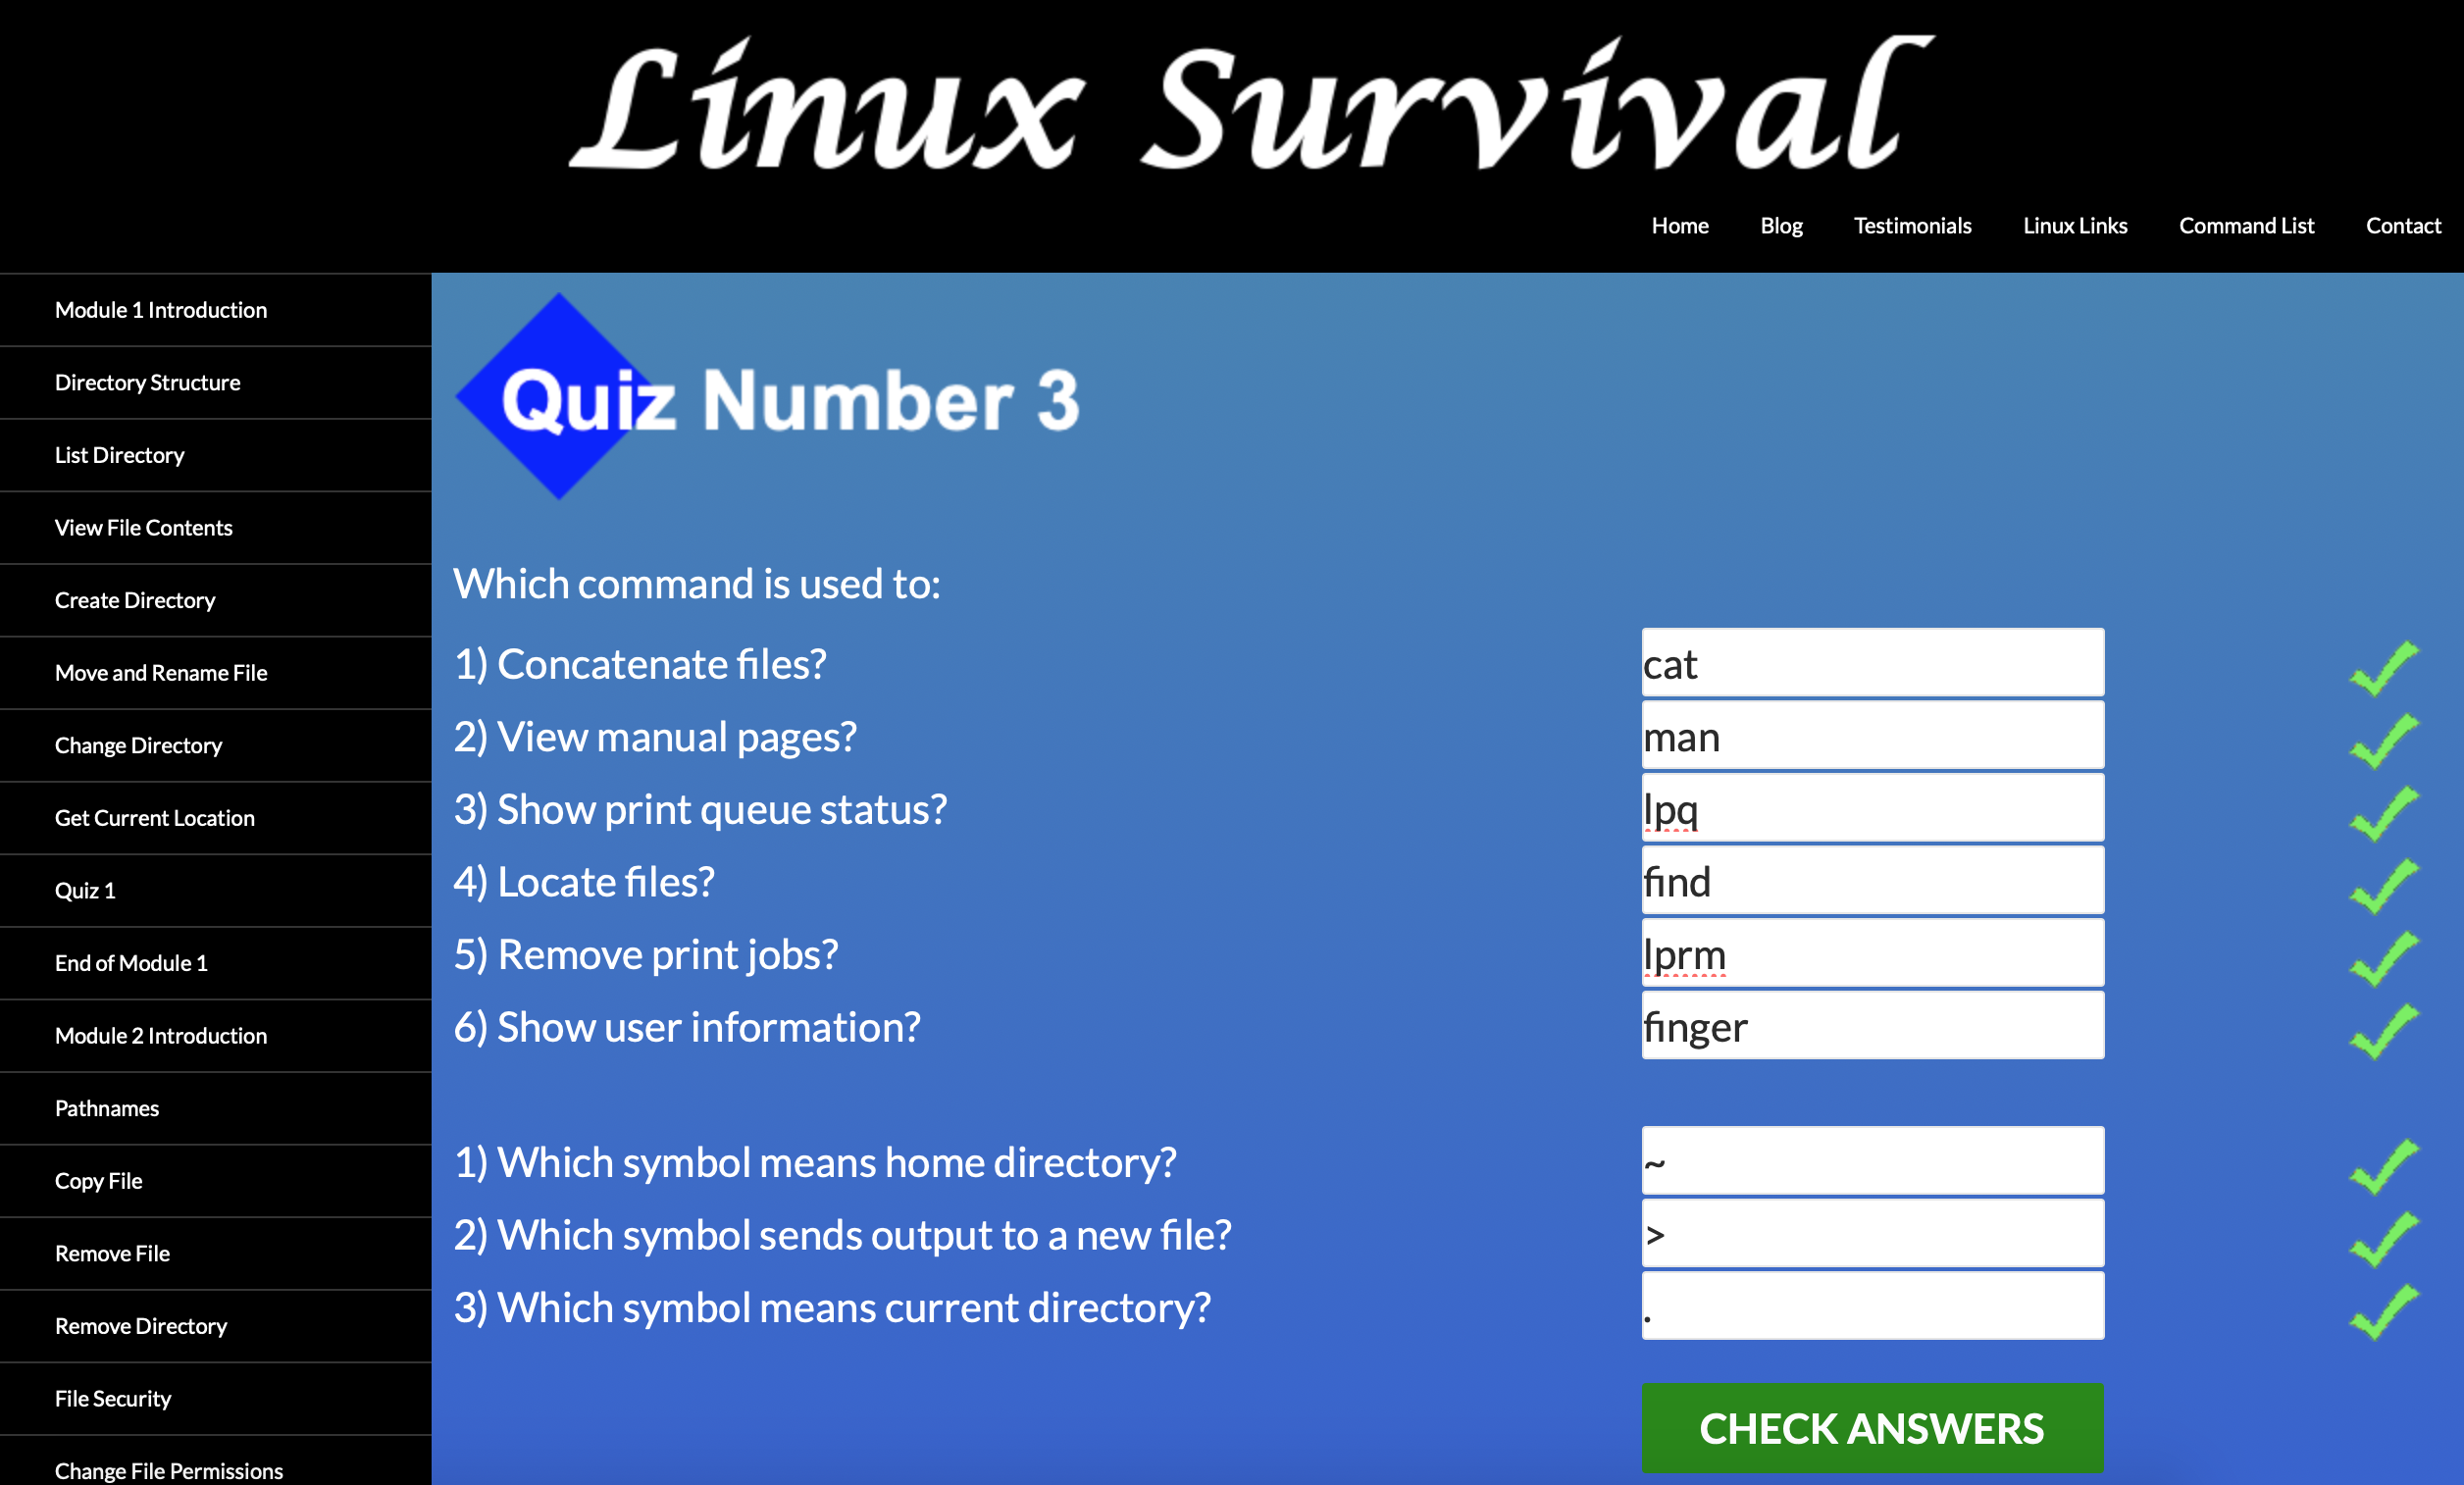 Linux Survival
Home Blog Testimonials Linux Links Command List Contact
Module 1 Introduction
Directory Structure
List Directory
View File Contents
Create Directory
Move and Rename File
Change Directory
Get Current Location
Quiz 1
End of Module 1
Module 2 Introduction
Pathnames
Copy File
Remove File
Remove Directory
File Security
Change File Permissions
Quiz Number 3
Which command is used to:
1) Concatenate files? cat
2) View manual pages? man
3) Show print queue status? lpq
4) Locate files? find
5) Remove print jobs? lprm
6) Show user information? finger
1) Which symbol means home directory? ~
2) Which symbol sends output to a new file? >
3) Which symbol means current directory? .
CHECK ANSWERS